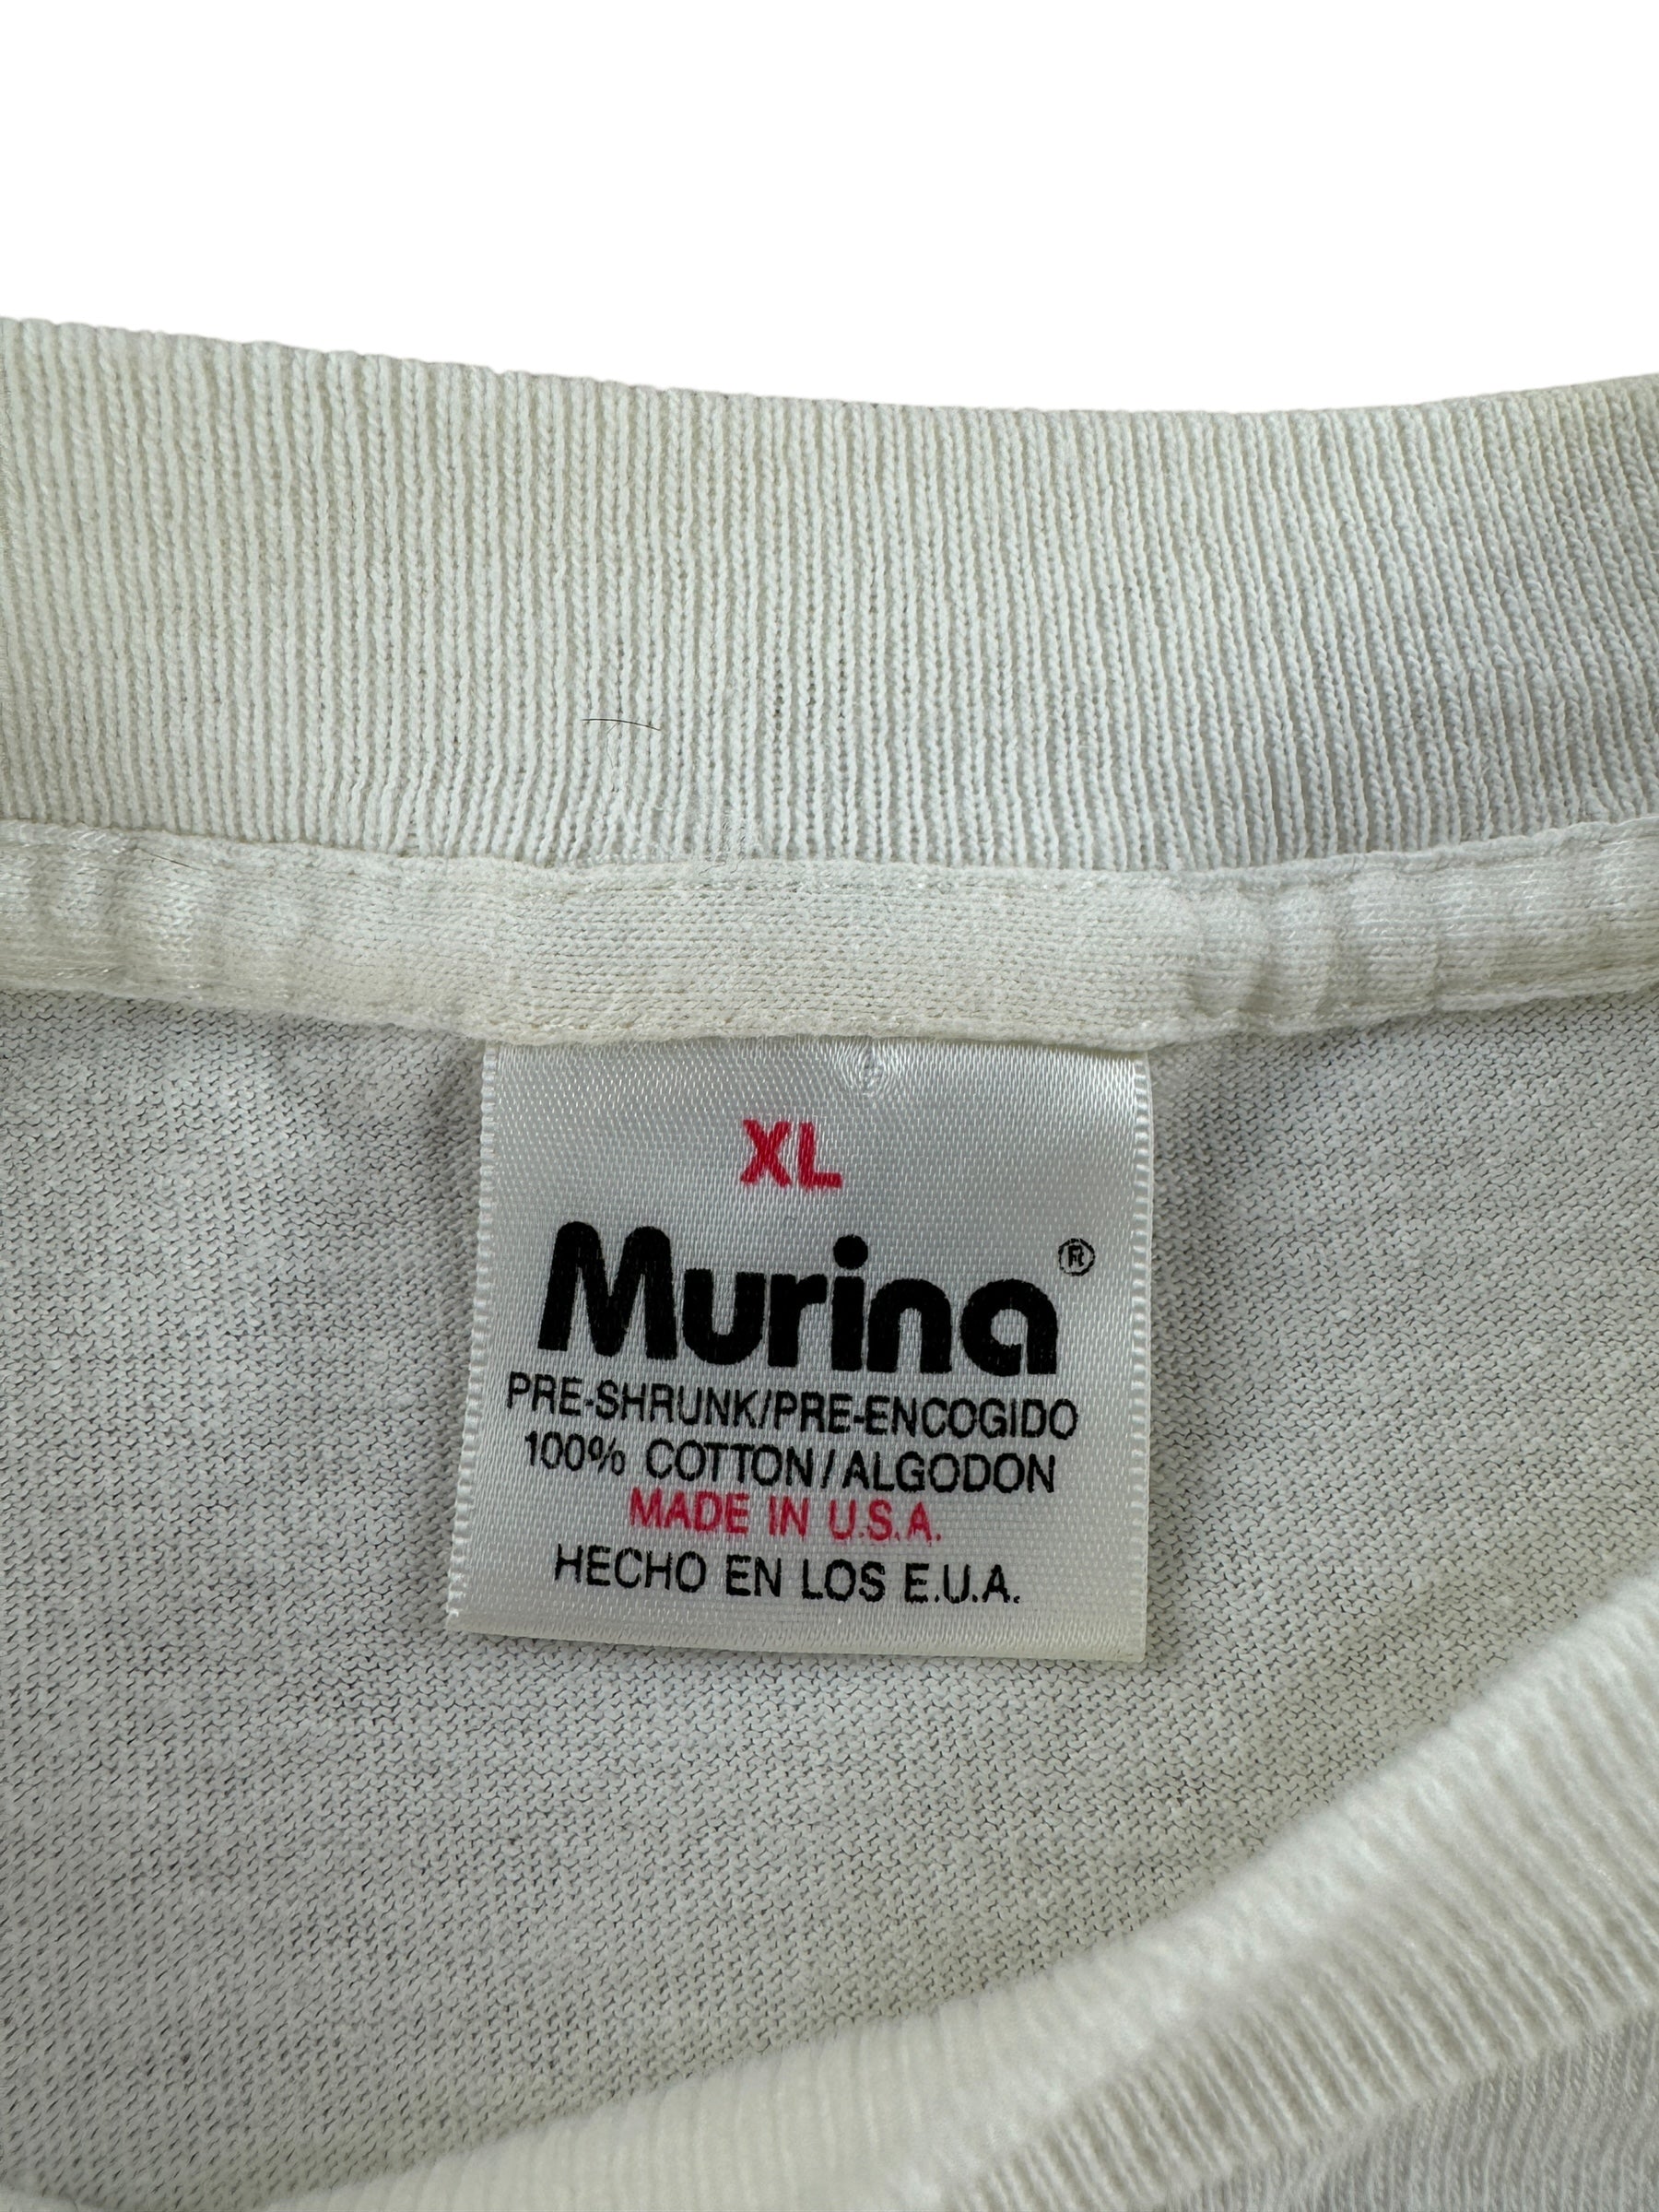 XL
Murina®
PRE-SHRUNK/PRE-ENCOGIDO
100% COTTON/ALGODON
MADE IN U.S.A.
HECHO EN LOS E.U.A.